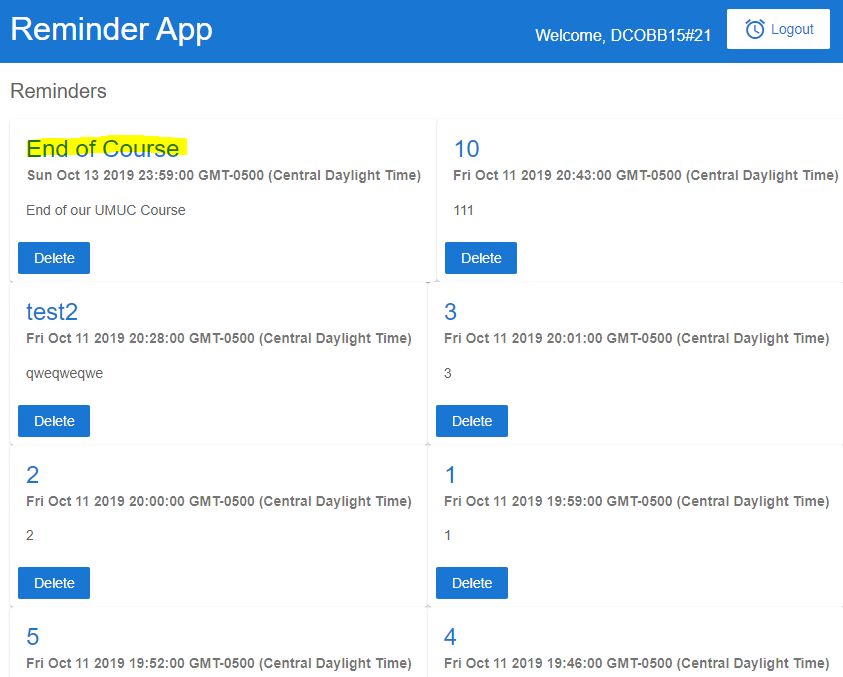 Reminder App
Welcome, DCOBB15#21
Logout
Reminders
End of Course
Sun Oct 13 2019 23:59:00 GMT-0500 (Central Daylight Time)
End of our UMUC Course
Delete
10
Fri Oct 11 2019 20:43:00 GMT-0500 (Central Daylight Time)
111
Delete
test2
Fri Oct 11 2019 20:28:00 GMT-0500 (Central Daylight Time)
qweqweqwe
Delete
3
Fri Oct 11 2019 20:01:00 GMT-0500 (Central Daylight Time)
3
Delete
2
Fri Oct 11 2019 20:00:00 GMT-0500 (Central Daylight Time)
2
Delete
1
Fri Oct 11 2019 19:59:00 GMT-0500 (Central Daylight Time)
1
Delete
5
Fri Oct 11 2019 19:52:00 GMT-0500 (Central Daylight Time)
4
Fri Oct 11 2019 19:46:00 GMT-0500 (Central Daylight Time)